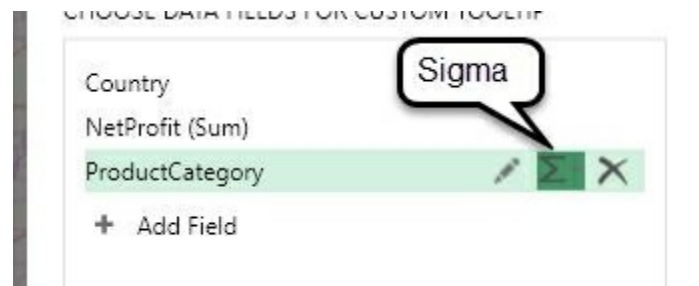 CHOOSE DATA FIELDS FOR CUSTOM TOOLTIP
Sigma
Country
NetProfit (Sum)
ProductCategory Σ
+ Add Field